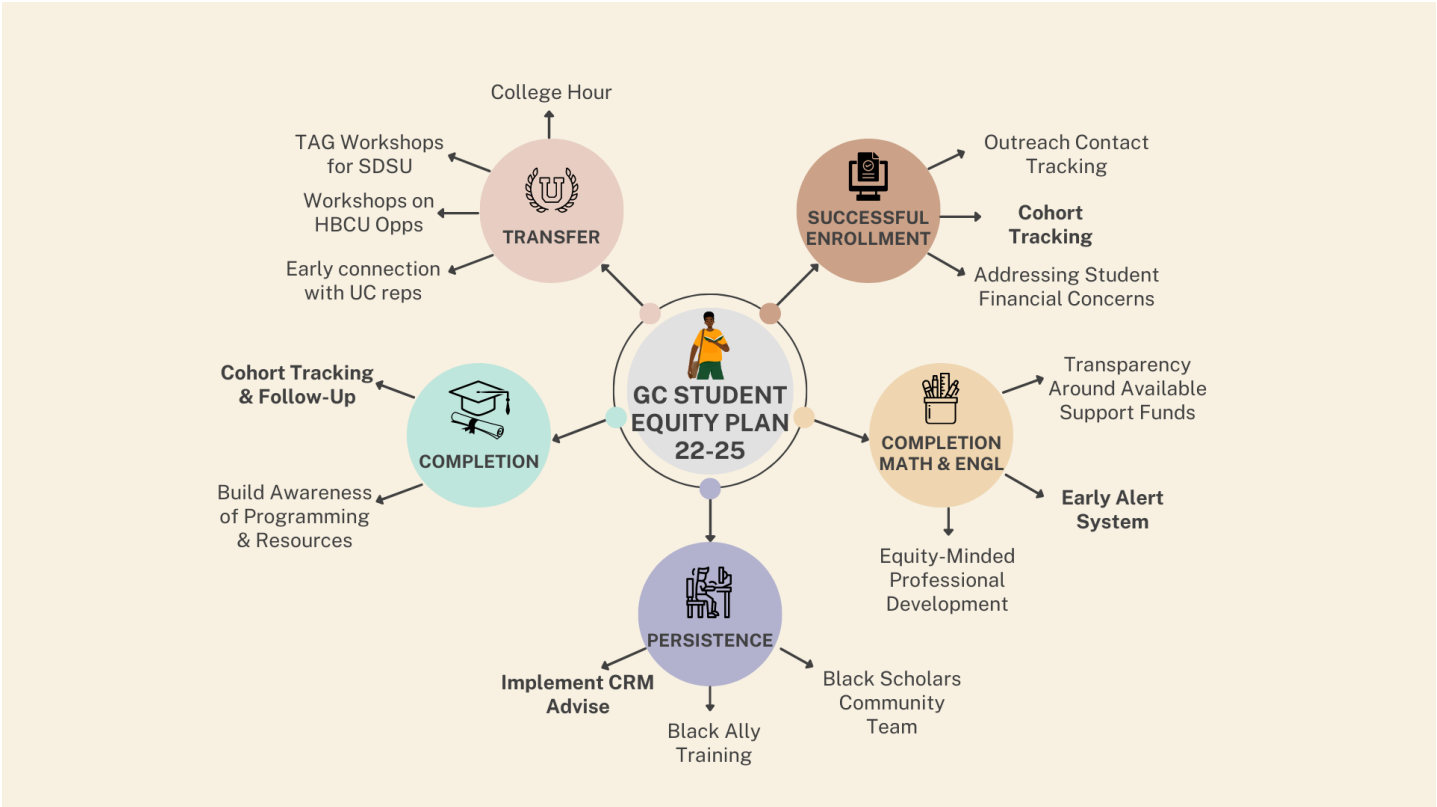 College Hour
TAG Workshops
for SDSU
Workshops on
HBCU Opps
Early connection
with UC reps
U
TRANSFER
SUCCESSFUL
ENROLLMENT
Outreach Contact
Tracking
Cohort
Tracking
Addressing Student
Financial Concerns
GC STUDENT
EQUITY PLAN
22-25
Cohort Tracking
& Follow-Up
Build Awareness
of Programming
& Resources
COMPLETION
COMPLETION
MATH & ENGL
Transparency
Around Available
Support Funds
Early Alert
System
Equity-Minded
Professional
Development
PERSISTENCE
Implement CRM
Advise
Black Ally
Training
Black Scholars
Community
Team